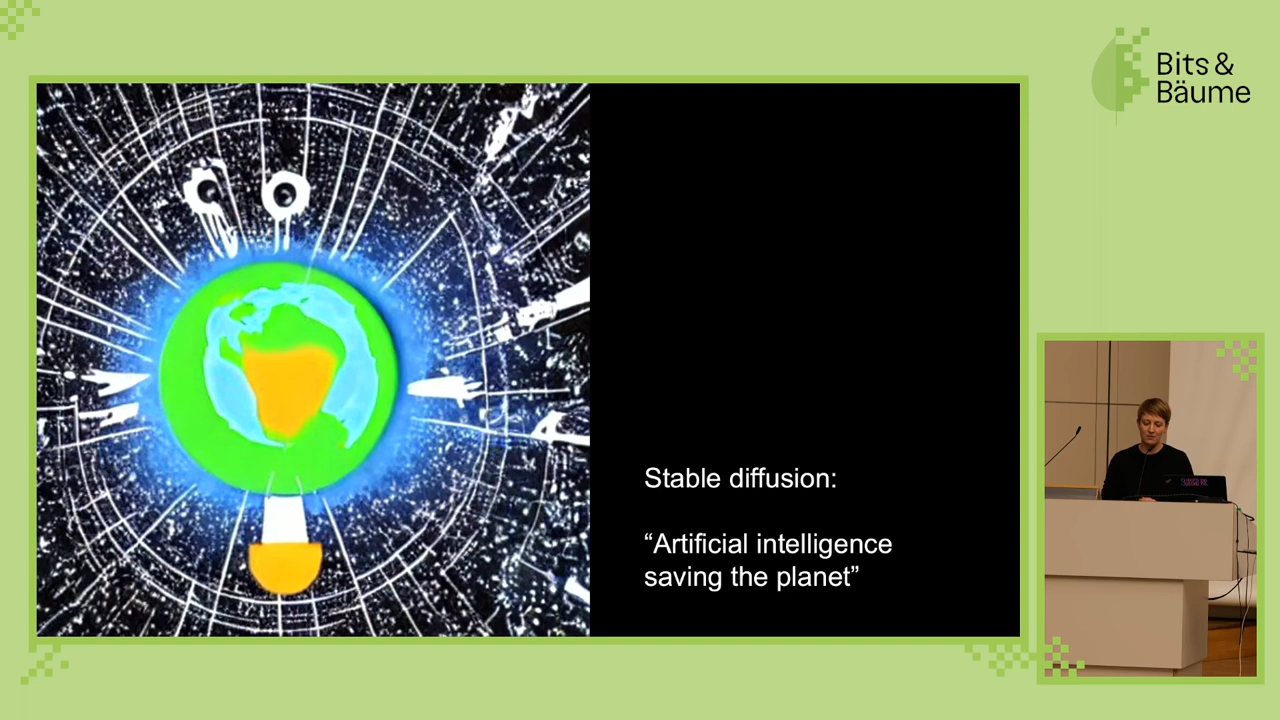 Bits &
Bäume
Stable diffusion:
“Artificial intelligence
saving the planet”